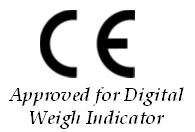 CE
Approved for Digital
Weigh Indicator